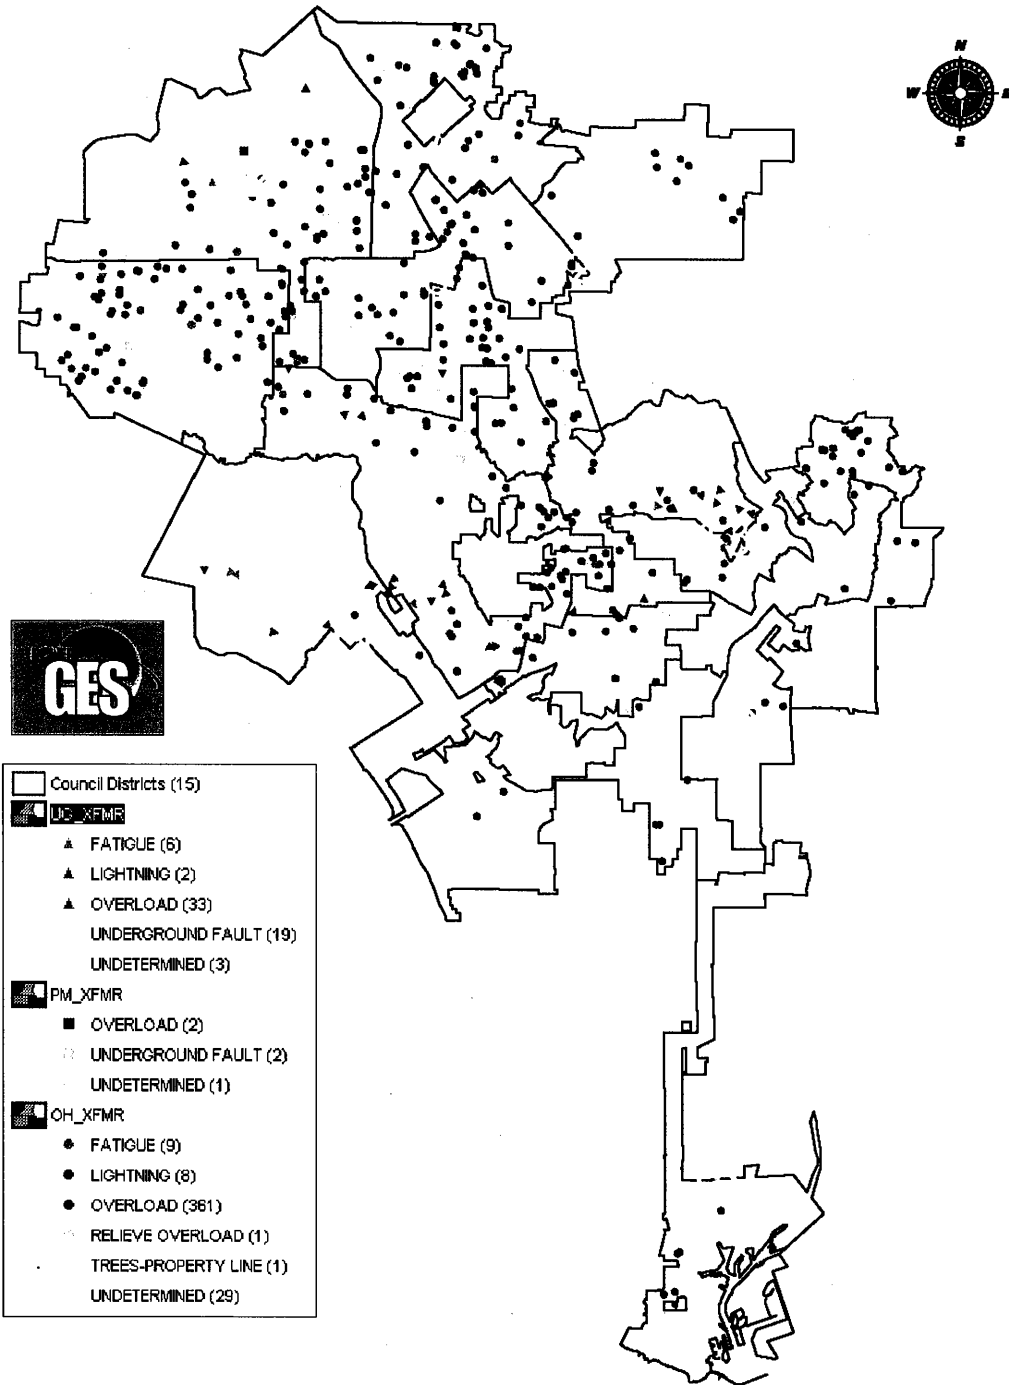 N
W
E
S
GES
Council Districts (15)
UG_XFMR
FATIGUE (6)
LIGHTNING (2)
OVERLOAD (33)
UNDERGROUND FAULT (19)
UNDETERMINED (3)
PM_XFMR
OVERLOAD (2)
UNDERGROUND FAULT (2)
UNDETERMINED (1)
OH_XFMR
FATIGUE (9)
LIGHTNING (8)
OVERLOAD (361)
RELIEVE OVERLOAD (1)
TREES-PROPERTY LINE (1)
UNDETERMINED (29)